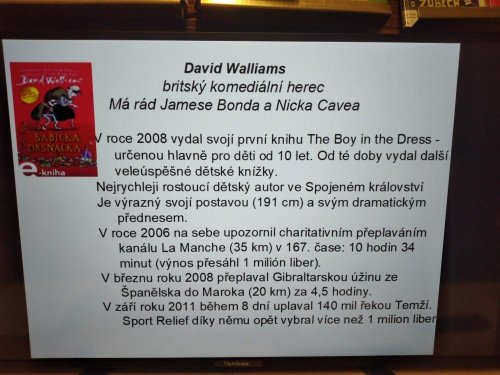 ZUBECH
David Walliams
britský komediální herec
Má rád Jamese Bonda a Nicka Cavea
David Walliams
BABIČKA
DRSŇAČKA
e-kniha
V roce 2008 vydal svojí první knihu The Boy in the Dress -
určenou hlavně pro děti od 10 let. Od té doby vydal další
veleúspěšné dětské knížky.
Nejrychleji rostoucí dětský autor ve Spojeném království
Je výrazný svojí postavou (191 cm) a svým dramatickým
přednesem.
V roce 2006 na sebe upozornil charitativním přeplaváním
kanálu La Manche (35 km) v 167. čase: 10 hodin 34
minut (výnos přesáhl 1 milión liber).
V březnu roku 2008 přeplaval Gibraltarskou úžinu ze
Španělska do Maroka (20 km) za 4,5 hodiny.
V září roku 2011 během 8 dní uplaval 140 mil řekou Temží.
Sport Relief díky němu opět vybral více než 1 milion liber
ViewSonic